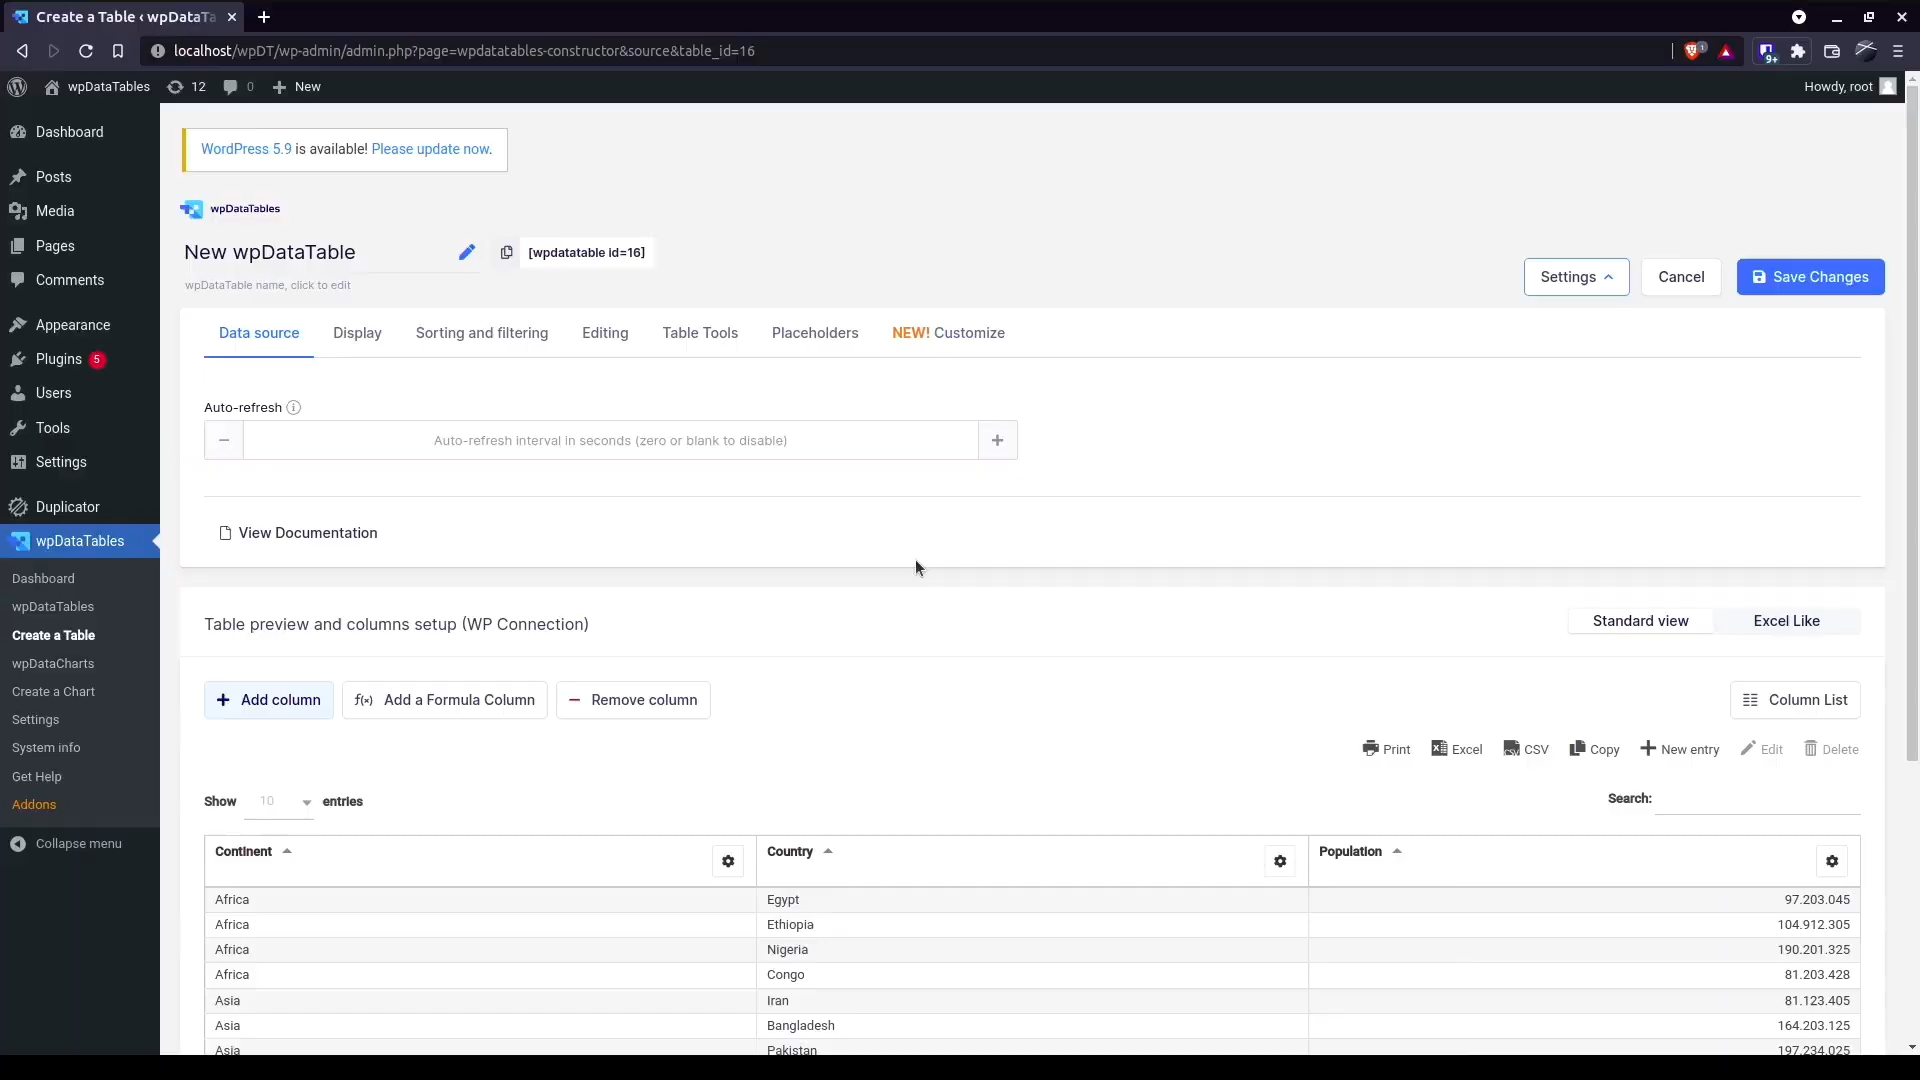 Create a Table ‹ wpDataTa
localhost/wpDT/wp-admin/admin.php?page=wpdatatables-constructor&source&table_id=16
1
9+
wpDataTables
12
0
New
Howdy, root
Dashboard
Posts
Media
Pages
Comments
Appearance
Plugins 5
Users
Tools
Settings
Duplicator
wpDataTables
Dashboard
wpDataTables
Create a Table
wpDataCharts
Create a Chart
Settings
System info
Get Help
Addons
Collapse menu
WordPress 5.9 is available! Please update now.
wpDataTables
New wpDataTable
[wpdatatable id=16]
wpDataTable name, click to edit
Settings
Cancel
Save Changes
Data source
Display
Sorting and filtering
Editing
Table Tools
Placeholders
NEW! Customize
Auto-refresh
Auto-refresh interval in seconds (zero or blank to disable)
View Documentation
Table preview and columns setup (WP Connection)
Standard view
Excel Like
Add column
f(x) Add a Formula Column
Remove column
Column List
Print
Excel
CSV
Copy
New entry
Edit
Delete
Show 10 entries
Search:
Continent Country Population
Africa Egypt 97.203.045
Africa Ethiopia 104.912.305
Africa Nigeria 190.201.325
Africa Congo 81.203.428
Asia Iran 81.123.405
Asia Bangladesh 164.203.125
Asia Pakistan 197.234.025